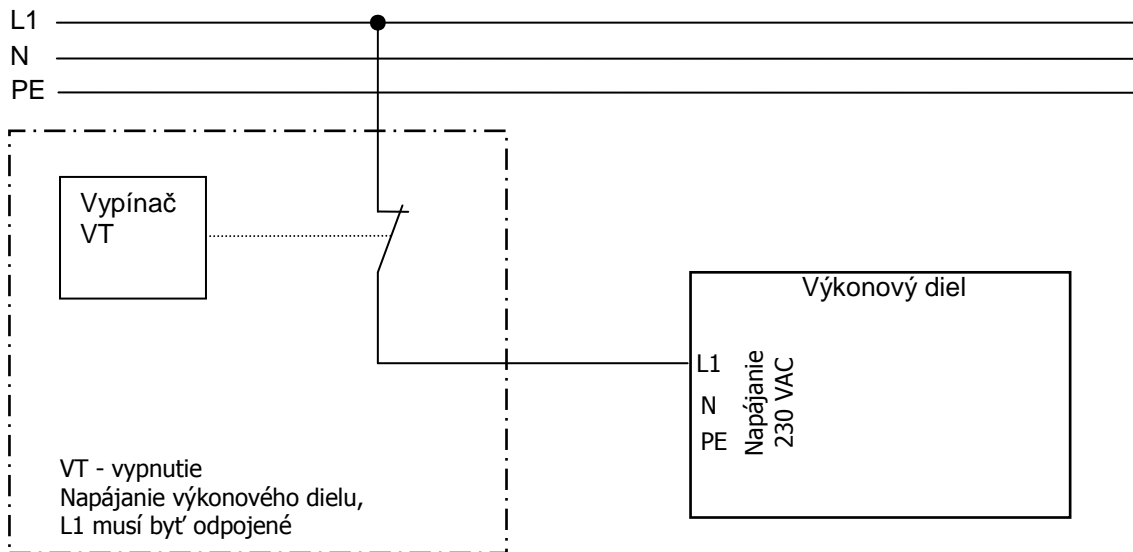 L1
N
PE
Vypínač
VT
Výkonový diel
L1
N
PE
Napájanie
230 VAC
VT - vypnutie
Napájanie výkonového dielu,
L1 musí byť odpojené